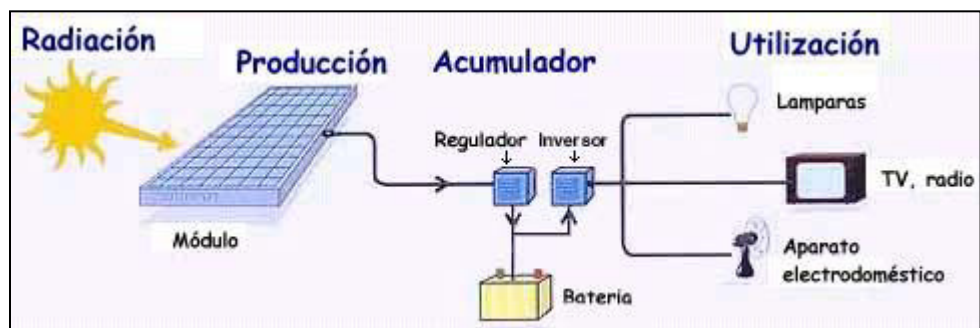 Radiación
Producción
Acumulador
Utilización
Lamparas
Regulador
Inversor
TV, radio
Módulo
Aparato
electrodoméstico
Bateria